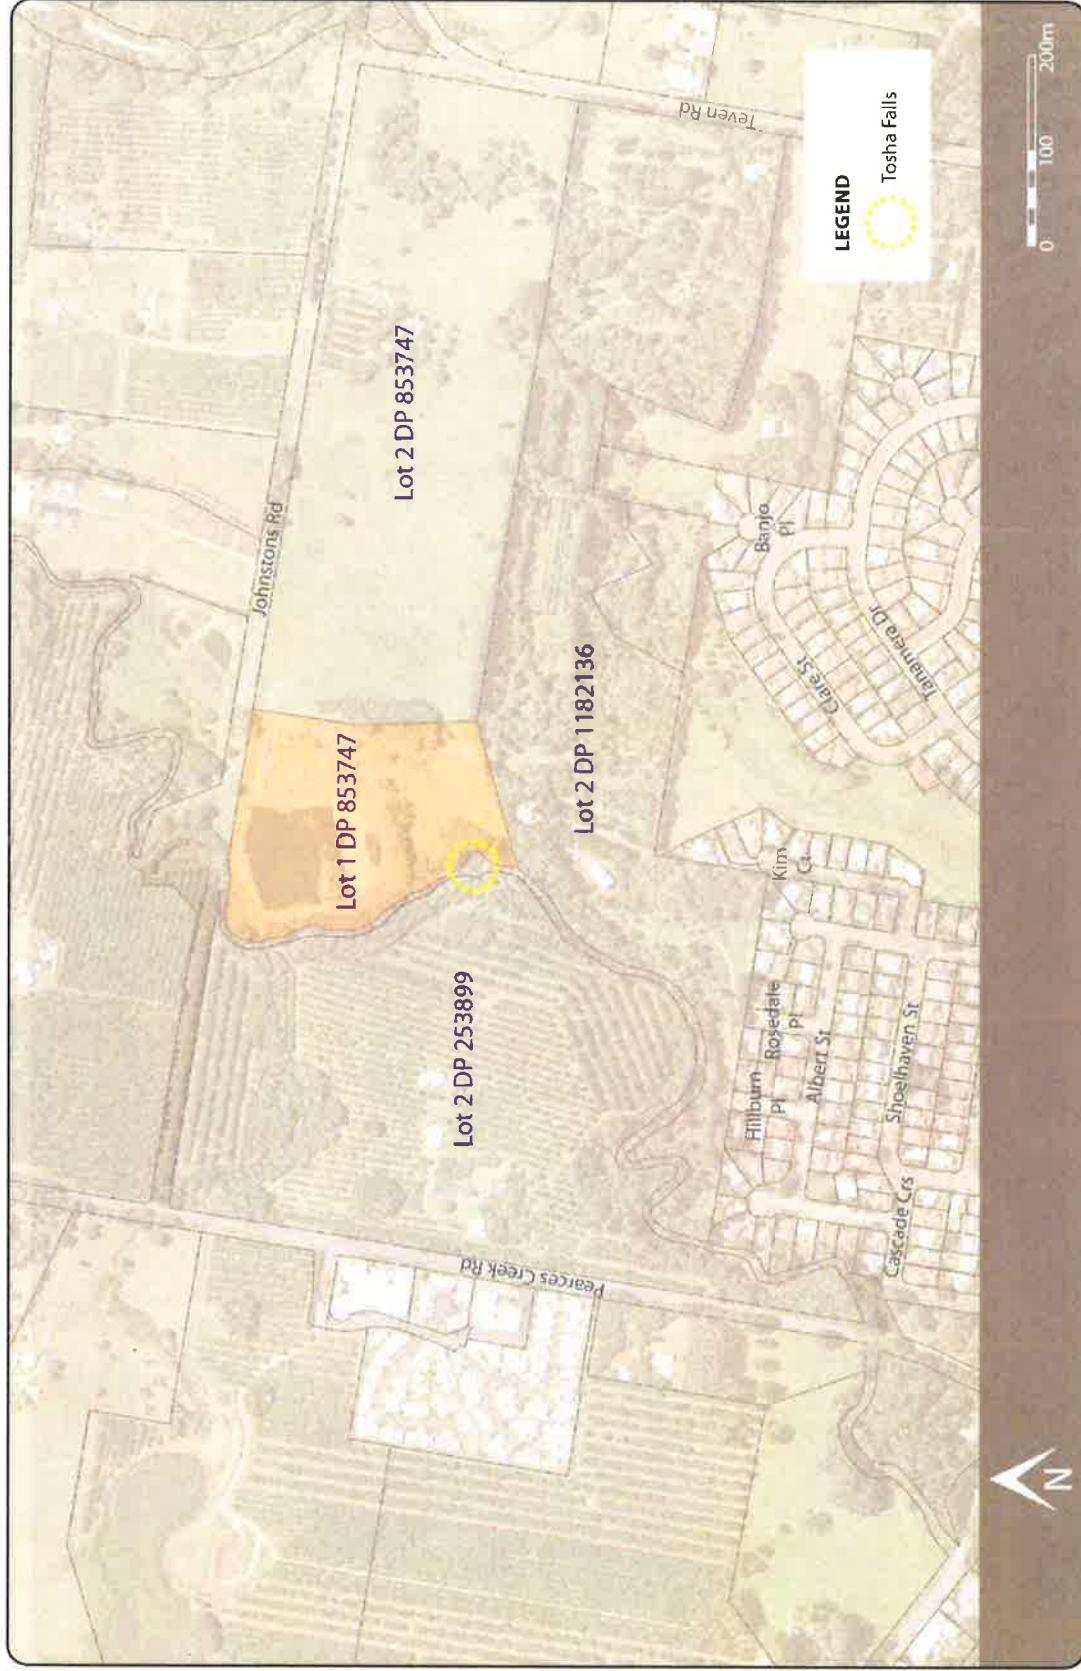 Johnstons Rd
Teven Rd
Lot 2 DP 853747
Lot 1 DP 853747
Lot 2 DP 253899
Lot 2 DP 1182136
Pearces Creek Rd
Banjo
Pl
Clare St
Tanamera Dr
Kim
Ct
Rosedale
Pl
Hillburn
Pl
Albert St
Shoelhaven St
Cascade Crs
LEGEND
Tosha Falls
N
0
100
200m